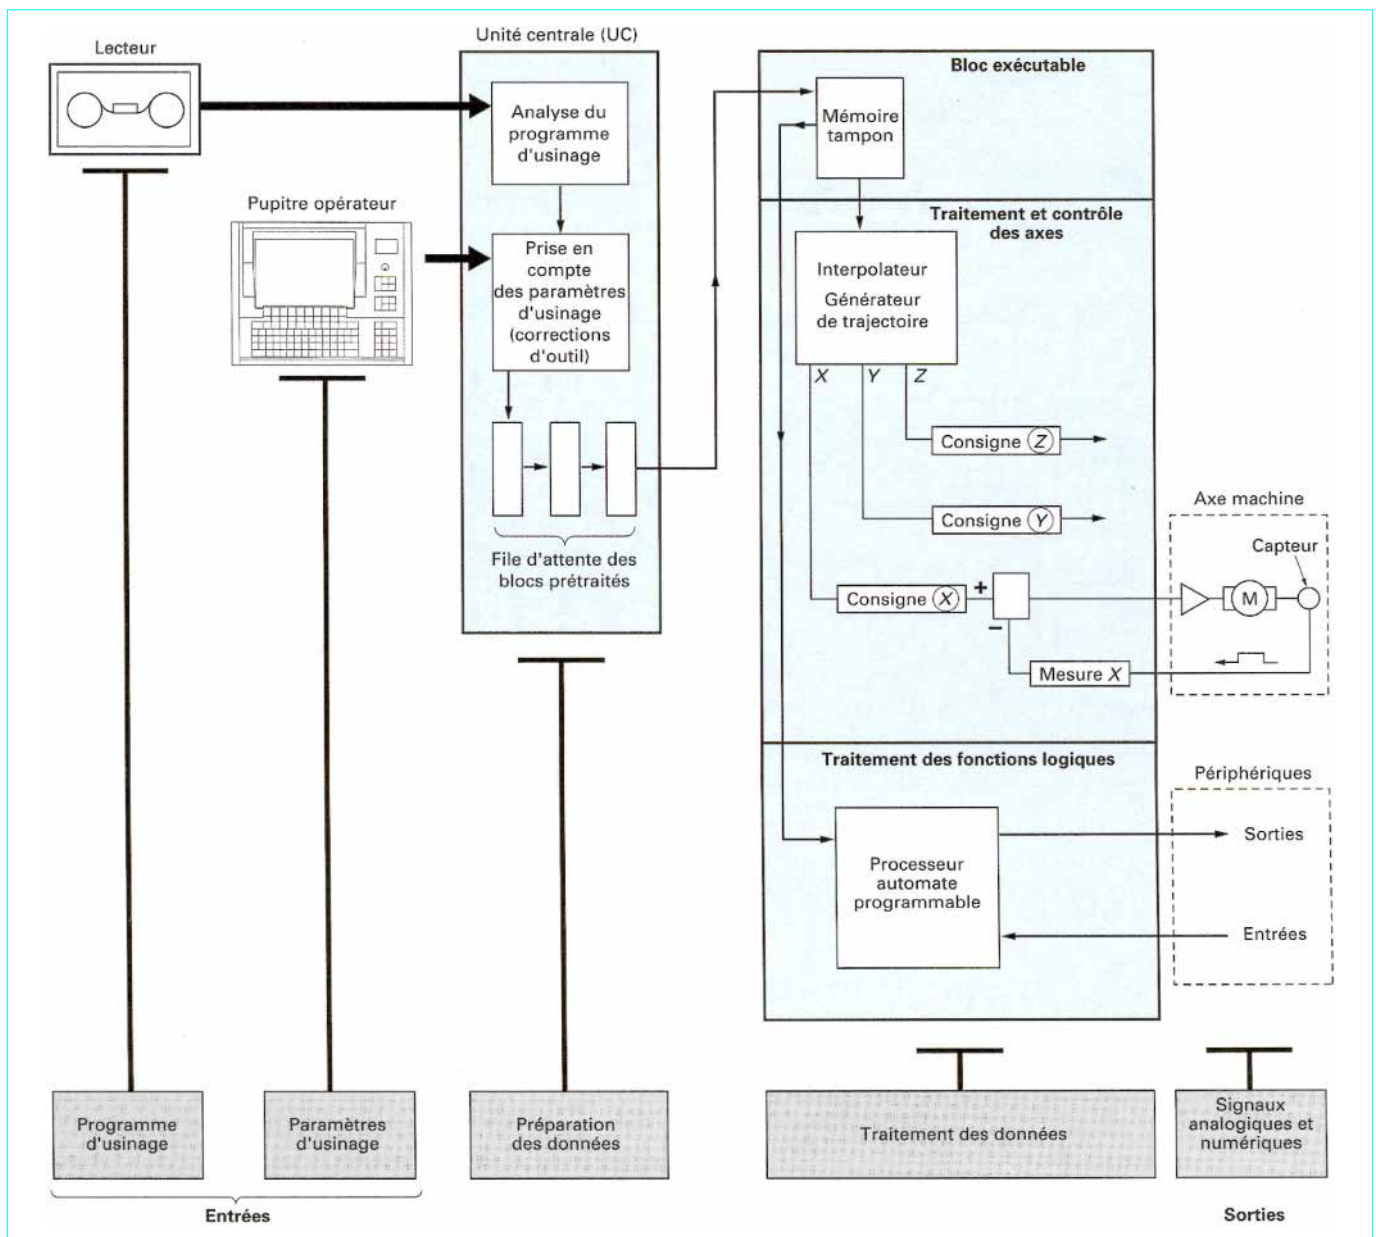 Unité centrale (UC)
Lecteur
Analyse du
programme
d'usinage
Pupitre opérateur
Prise en
compte
des paramètres
d'usinage
(corrections
d'outil)
File d'attente des
blocs prétraités
Bloc exécutable
Mémoire
tampon
Traitement et contrôle
des axes
Interpolateur
Générateur
de trajectoire
X
Y
Z
Consigne Z
Consigne Y
Consigne X
+
−
Mesure X
Axe machine
Capteur
M
Traitement des fonctions logiques
Processeur
automate
programmable
Périphériques
Sorties
Entrées
Programme
d'usinage
Paramètres
d'usinage
Préparation
des données
Traitement des données
Signaux
analogiques et
numériques
Entrées
Sorties